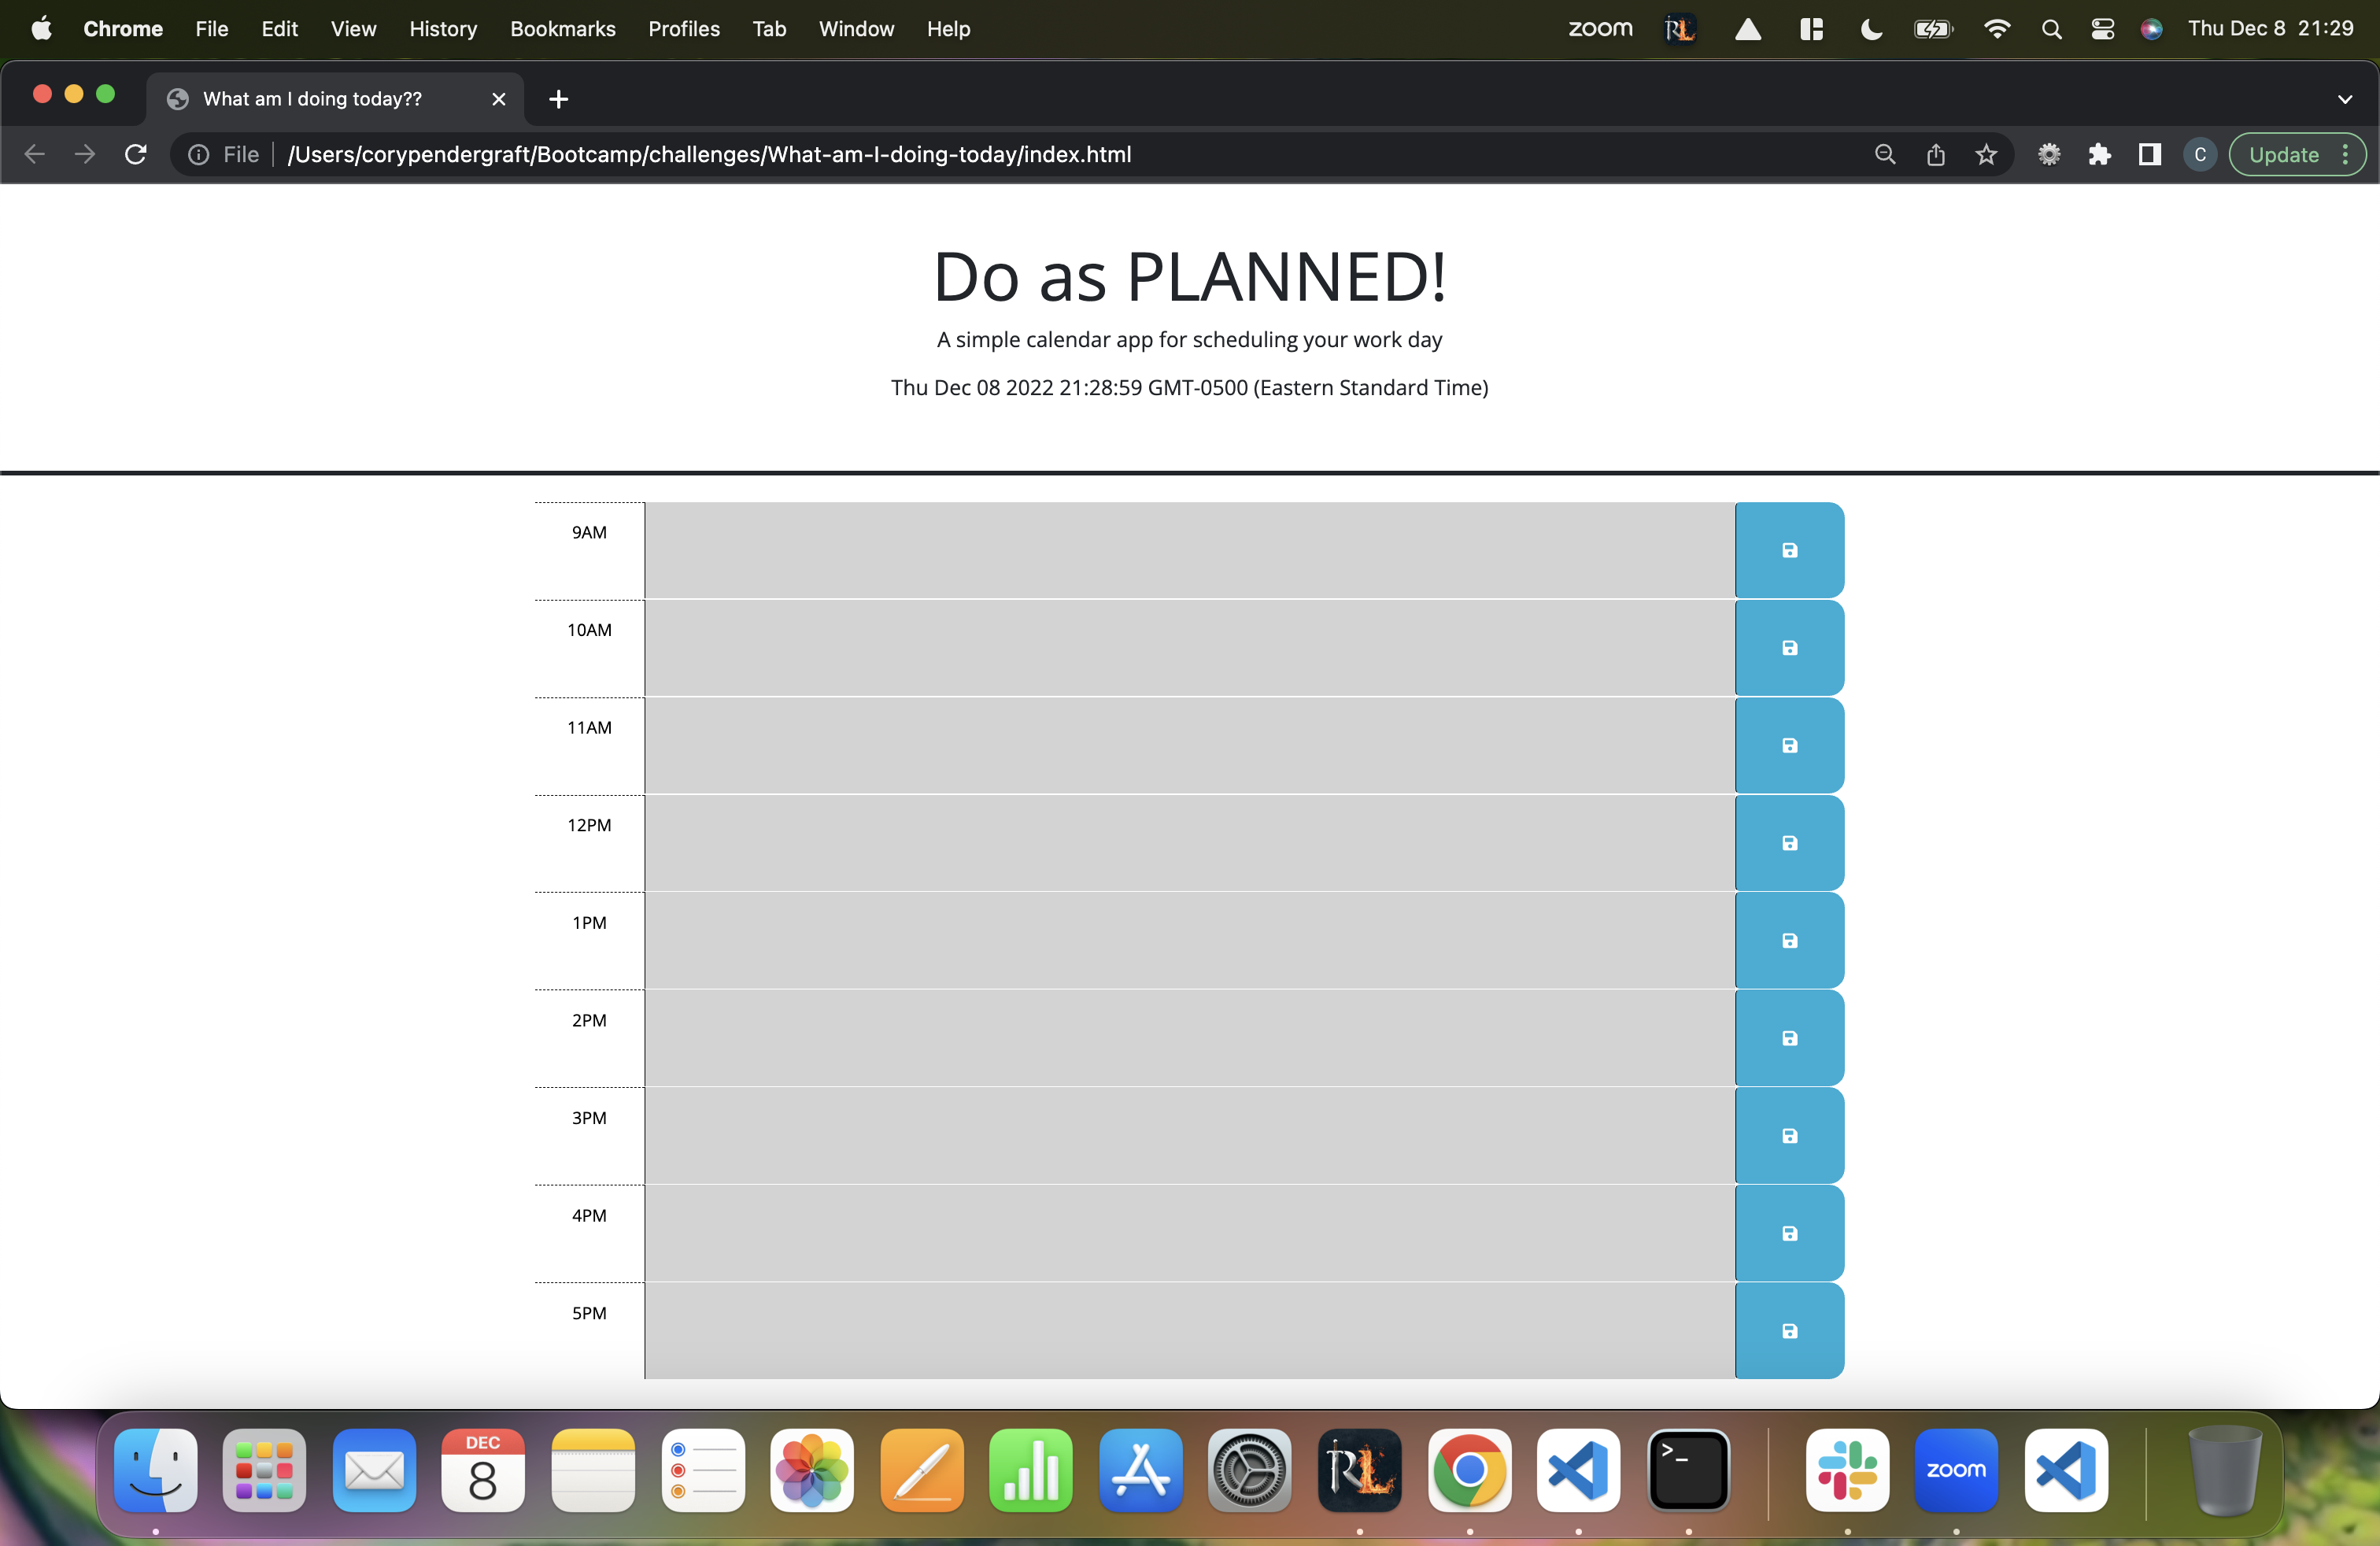 Chrome File Edit View History Bookmarks Profiles Tab Window Help zoom RL Thu Dec 8 21:29
What am I doing today??
File /Users/corypendergraft/Bootcamp/challenges/What-am-I-doing-today/index.html C Update
Do as PLANNED!
A simple calendar app for scheduling your work day
Thu Dec 08 2022 21:28:59 GMT-0500 (Eastern Standard Time)
9AM
10AM
11AM
12PM
1PM
2PM
3PM
4PM
5PM
DEC
8 RL >_ zoom